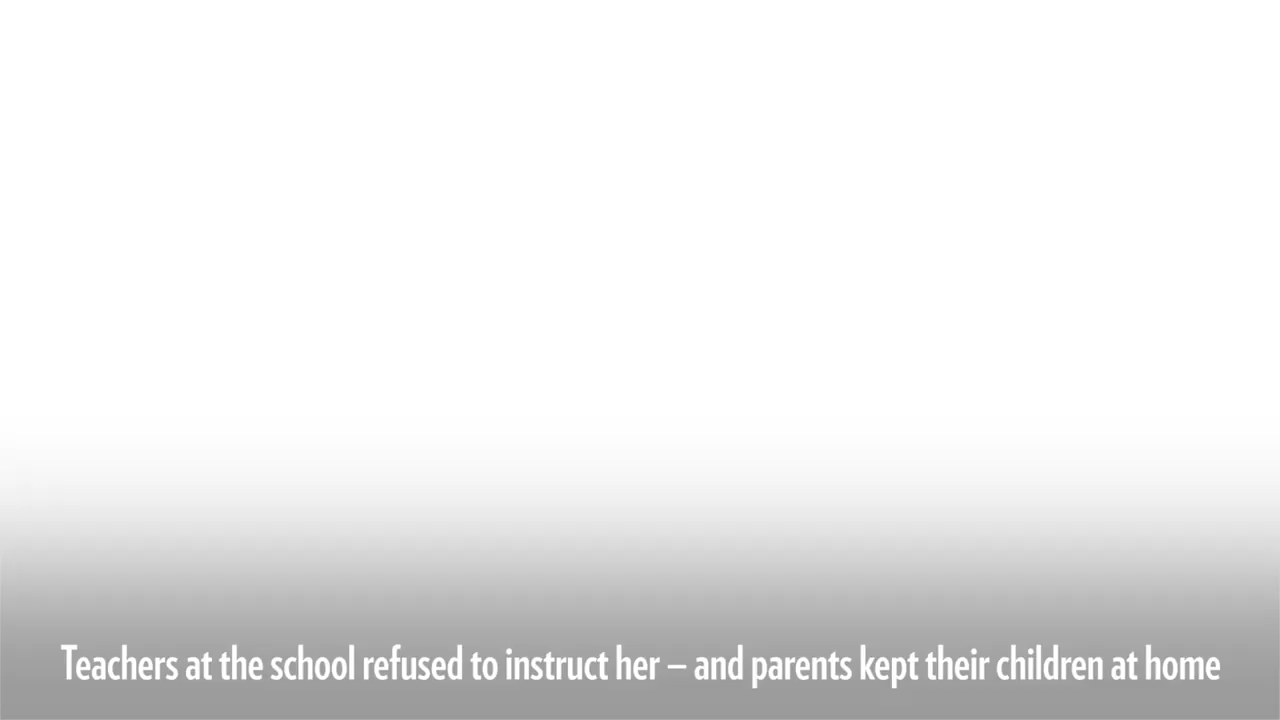 Teachers at the school refused to instruct her – and parents kept their children at home